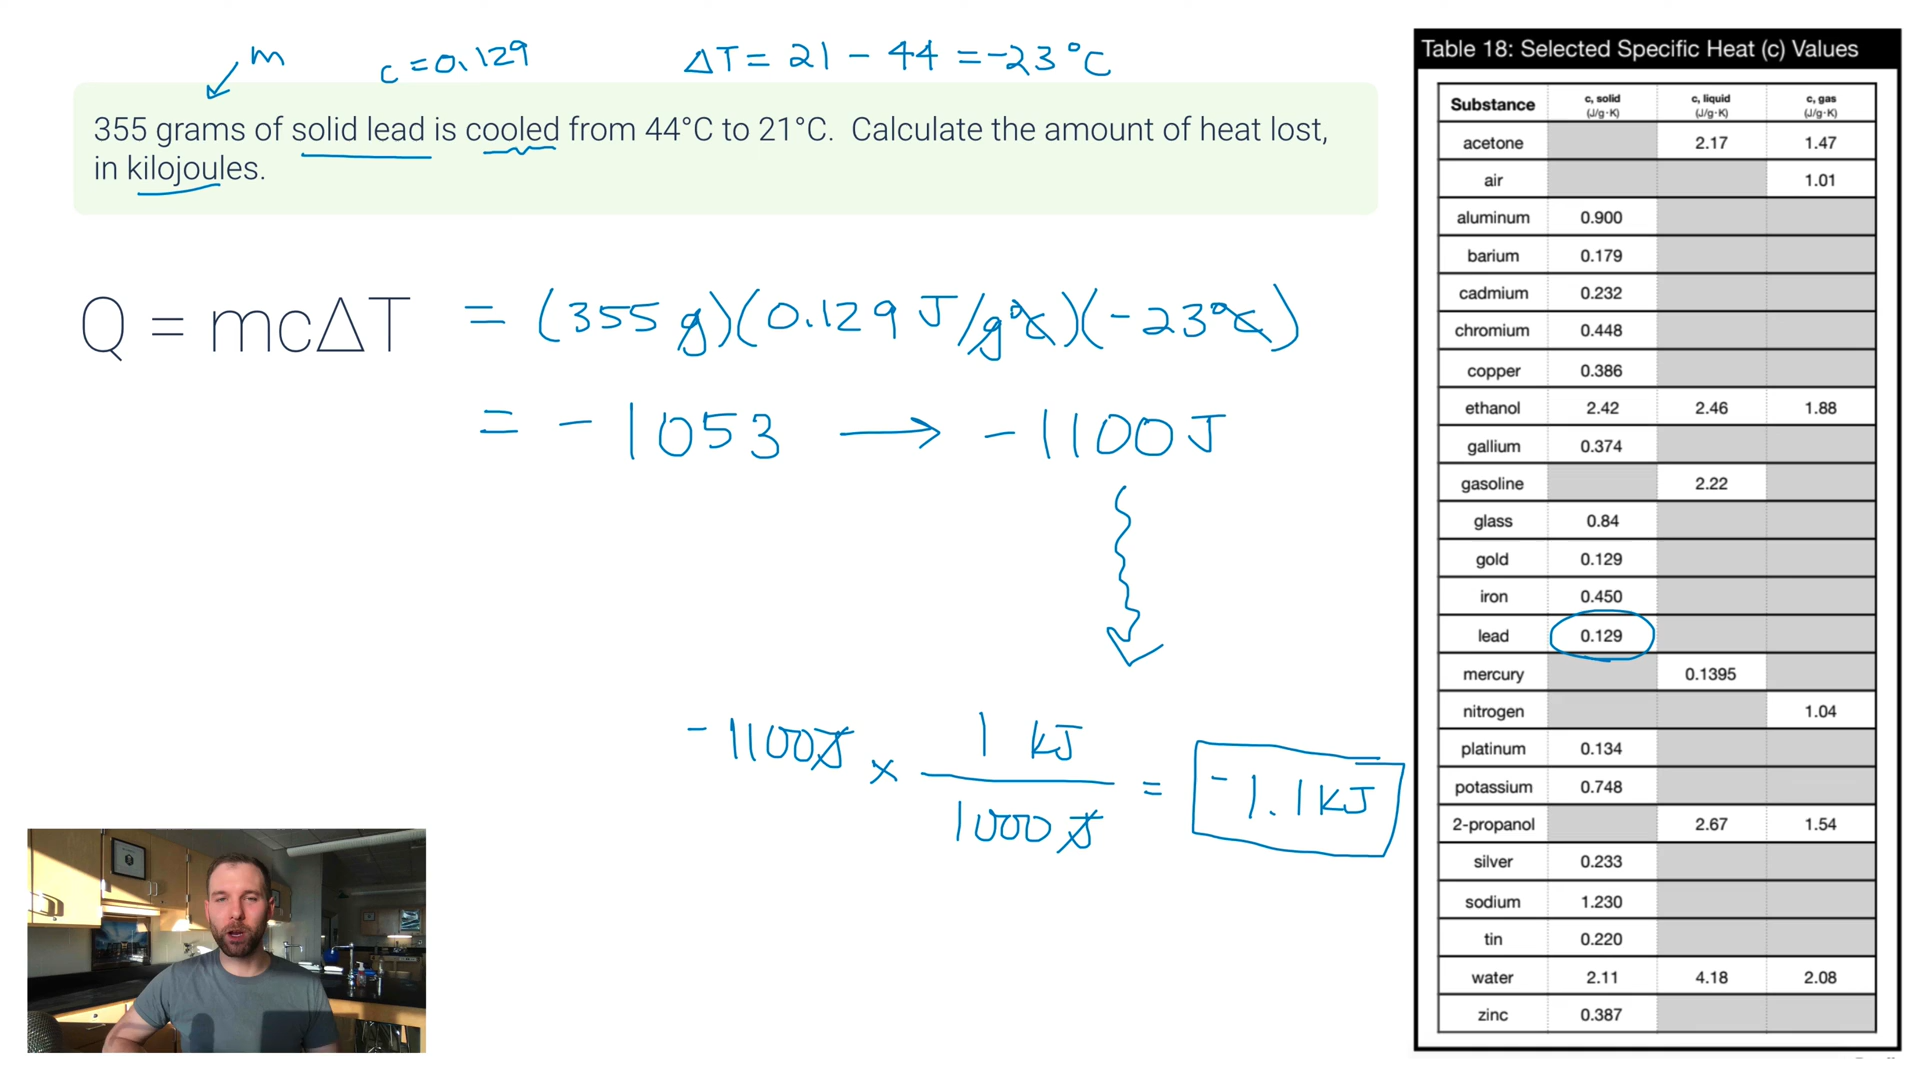 m
c = 0.129
ΔT = 21 - 44 = -23°C
355 grams of solid lead is cooled from 44°C to 21°C. Calculate the amount of heat lost,
in kilojoules.
Q = mcΔT = (355 g)(0.129 J/g°C)(-23°C)
= -1053 → -1100 J
-1100 J × 1 kJ / 1000 J = -1.1 kJ
Table 18: Selected Specific Heat (c) Values
Substance c, solid (J/g·K) c, liquid (J/g·K) c, gas (J/g·K)
acetone 2.17 1.47
air 1.01
aluminum 0.900
barium 0.179
cadmium 0.232
chromium 0.448
copper 0.386
ethanol 2.42 2.46 1.88
gallium 0.374
gasoline 2.22
glass 0.84
gold 0.129
iron 0.450
lead 0.129
mercury 0.1395
nitrogen 1.04
platinum 0.134
potassium 0.748
2-propanol 2.67 1.54
silver 0.233
sodium 1.230
tin 0.220
water 2.11 4.18 2.08
zinc 0.387